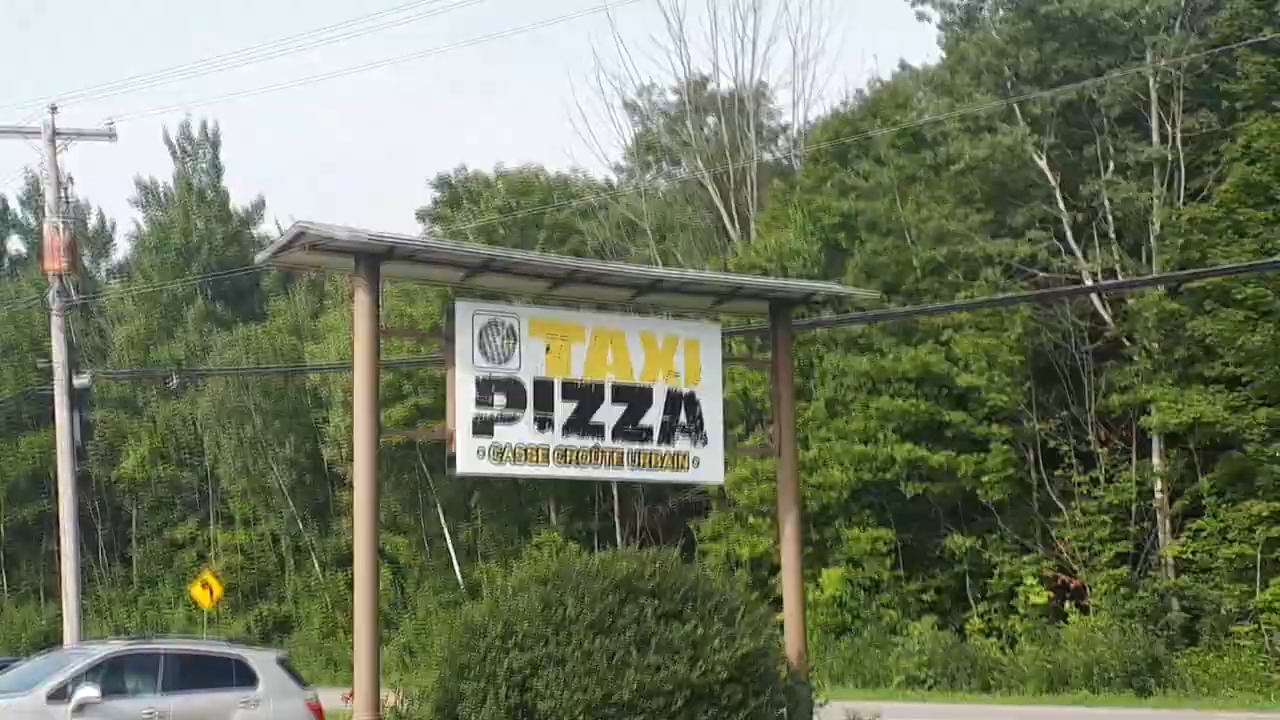 TAXI
PIZZA
• CASSE CROÛTE URBAIN •